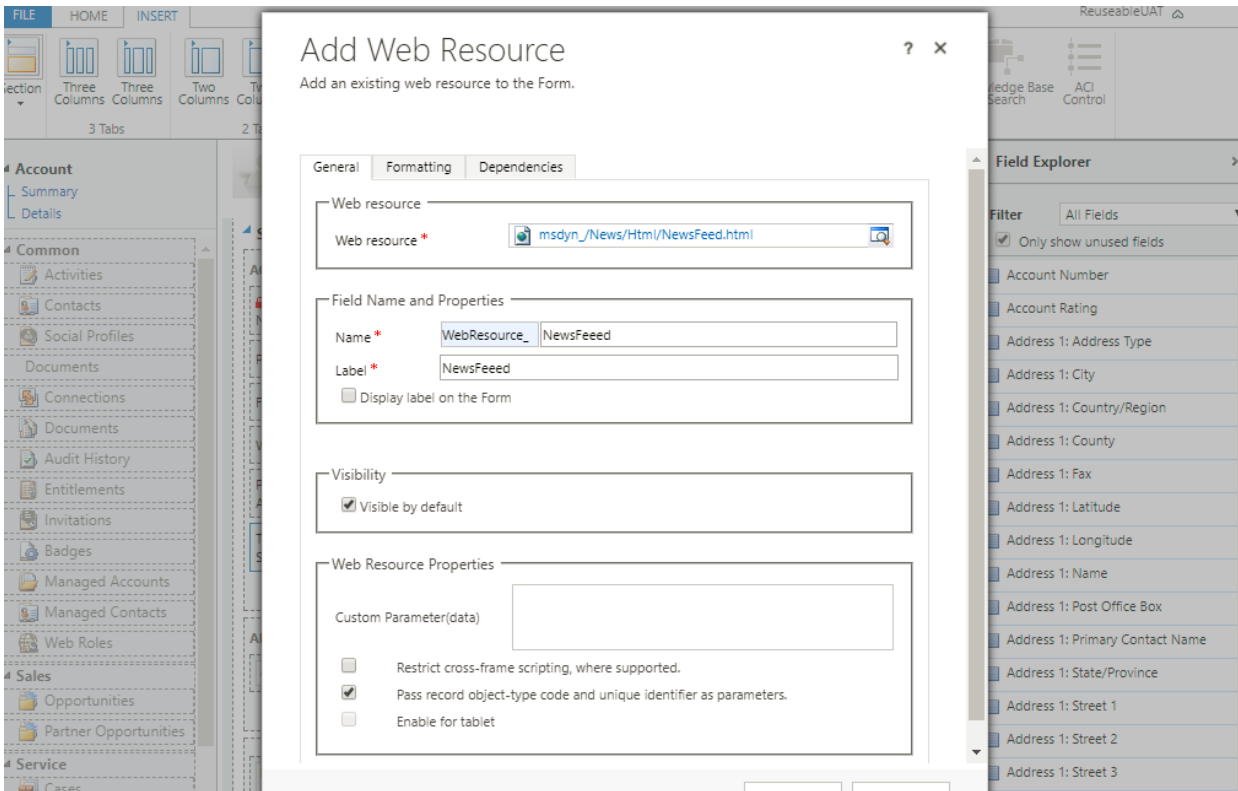 FILE HOME INSERT
ReuseableUAT
Section
Three Columns
Three Columns
Two Columns
3 Tabs
Search
ACI Control
Account
Summary
Details
Common
Activities
Contacts
Social Profiles
Documents
Connections
Documents
Audit History
Entitlements
Invitations
Badges
Managed Accounts
Managed Contacts
Web Roles
Sales
Opportunities
Partner Opportunities
Service
Cases
Add Web Resource
? ×
Add an existing web resource to the Form.
General Formatting Dependencies
Web resource
Web resource * msdyn_/News/Html/NewsFeed.html
Field Name and Properties
Name * WebResource_ NewsFeeed
Label * NewsFeeed
Display label on the Form
Visibility
Visible by default
Web Resource Properties
Custom Parameter(data)
Restrict cross-frame scripting, where supported.
Pass record object-type code and unique identifier as parameters.
Enable for tablet
Field Explorer
Filter All Fields
Only show unused fields
Account Number
Account Rating
Address 1: Address Type
Address 1: City
Address 1: Country/Region
Address 1: County
Address 1: Fax
Address 1: Latitude
Address 1: Longitude
Address 1: Name
Address 1: Post Office Box
Address 1: Primary Contact Name
Address 1: State/Province
Address 1: Street 1
Address 1: Street 2
Address 1: Street 3